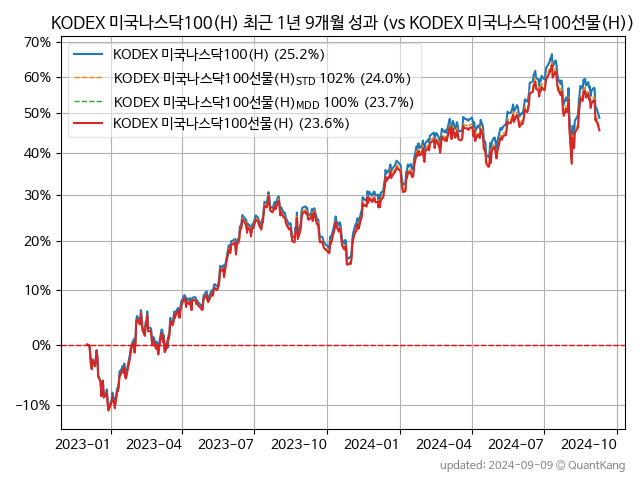 KODEX 미국나스닥100(H) 최근 1년 9개월 성과 (vs KODEX 미국나스닥100선물(H))
70%
60%
50%
40%
30%
20%
10%
0%
−10%
KODEX 미국나스닥100(H) (25.2%)
KODEX 미국나스닥100선물(H)STD 102% (24.0%)
KODEX 미국나스닥100선물(H)MDD 100% (23.7%)
KODEX 미국나스닥100선물(H) (23.6%)
2023-01 2023-04 2023-07 2023-10 2024-01 2024-04 2024-07 2024-10
updated: 2024-09-09 © QuantKang